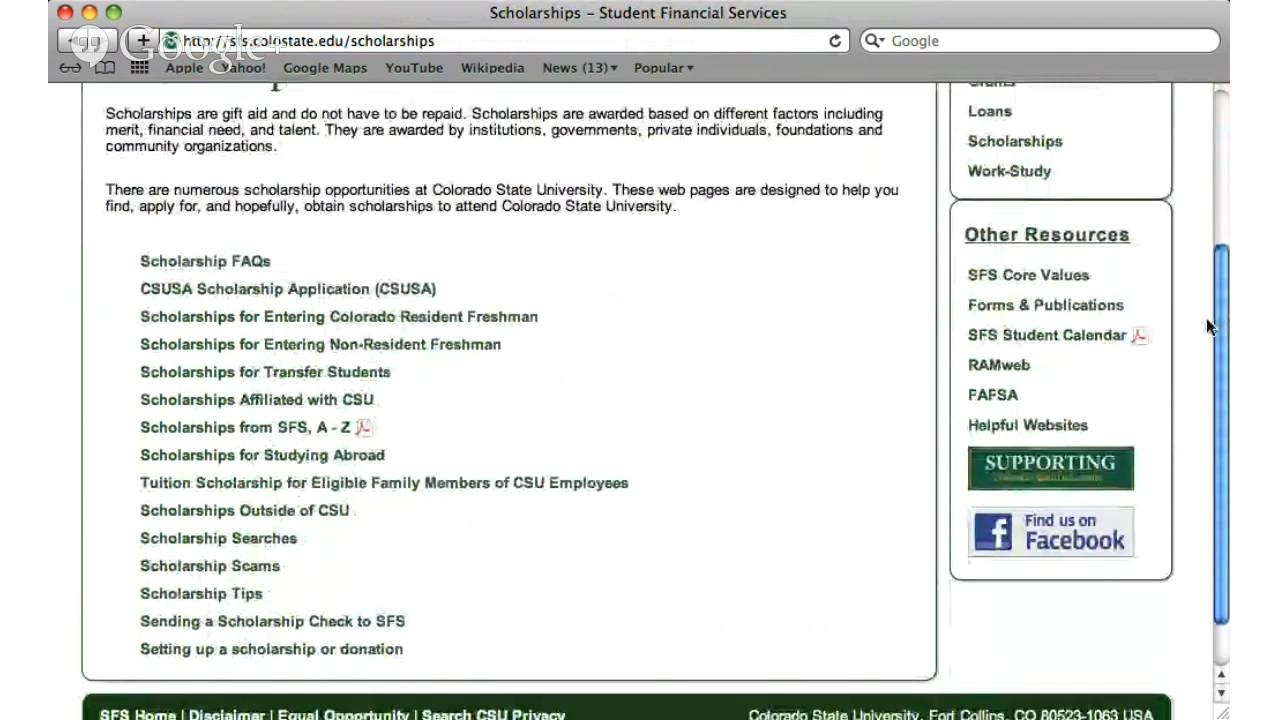 Scholarships – Student Financial Services
Google+
http://sfs.colostate.edu/scholarships
Google
Apple Yahoo! Google Maps YouTube Wikipedia News (13) Popular
Scholarships are gift aid and do not have to be repaid. Scholarships are awarded based on different factors including
merit, financial need, and talent. They are awarded by institutions, governments, private individuals, foundations and
community organizations.
There are numerous scholarship opportunities at Colorado State University. These web pages are designed to help you
find, apply for, and hopefully, obtain scholarships to attend Colorado State University.
Scholarship FAQs
CSUSA Scholarship Application (CSUSA)
Scholarships for Entering Colorado Resident Freshman
Scholarships for Entering Non-Resident Freshman
Scholarships for Transfer Students
Scholarships Affiliated with CSU
Scholarships from SFS, A - Z
Scholarships for Studying Abroad
Tuition Scholarship for Eligible Family Members of CSU Employees
Scholarships Outside of CSU
Scholarship Searches
Scholarship Scams
Scholarship Tips
Sending a Scholarship Check to SFS
Setting up a scholarship or donation
Grants
Loans
Scholarships
Work-Study
Other Resources
SFS Core Values
Forms & Publications
SFS Student Calendar
RAMweb
FAFSA
Helpful Websites
SUPPORTING
Find us on
Facebook
SFS Home | Disclaimer | Equal Opportunity | Search CSU Privacy
Colorado State University, Fort Collins, CO 80523-1063 USA